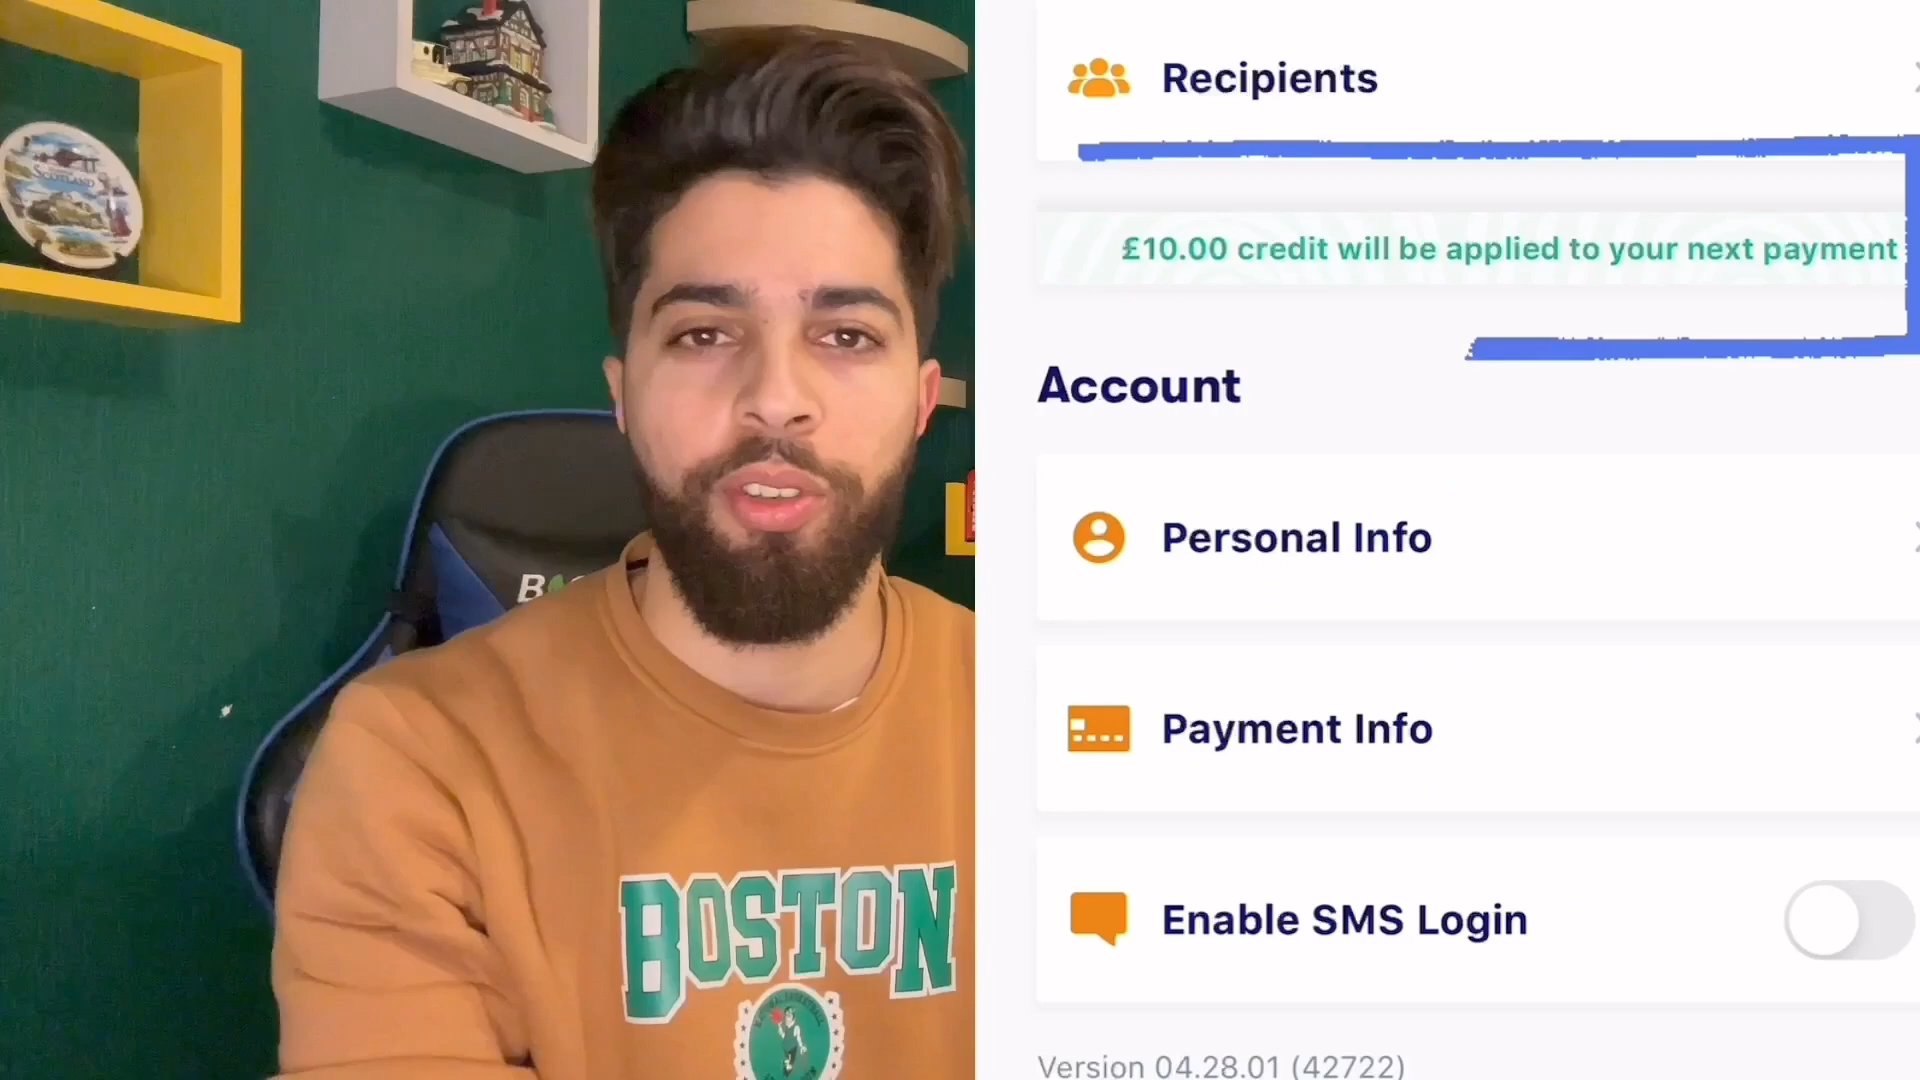 SCOTLAND
BOSTON
Recipients
£10.00 credit will be applied to your next payment
Account
Personal Info
Payment Info
Enable SMS Login
Version 04.28.01 (42722)